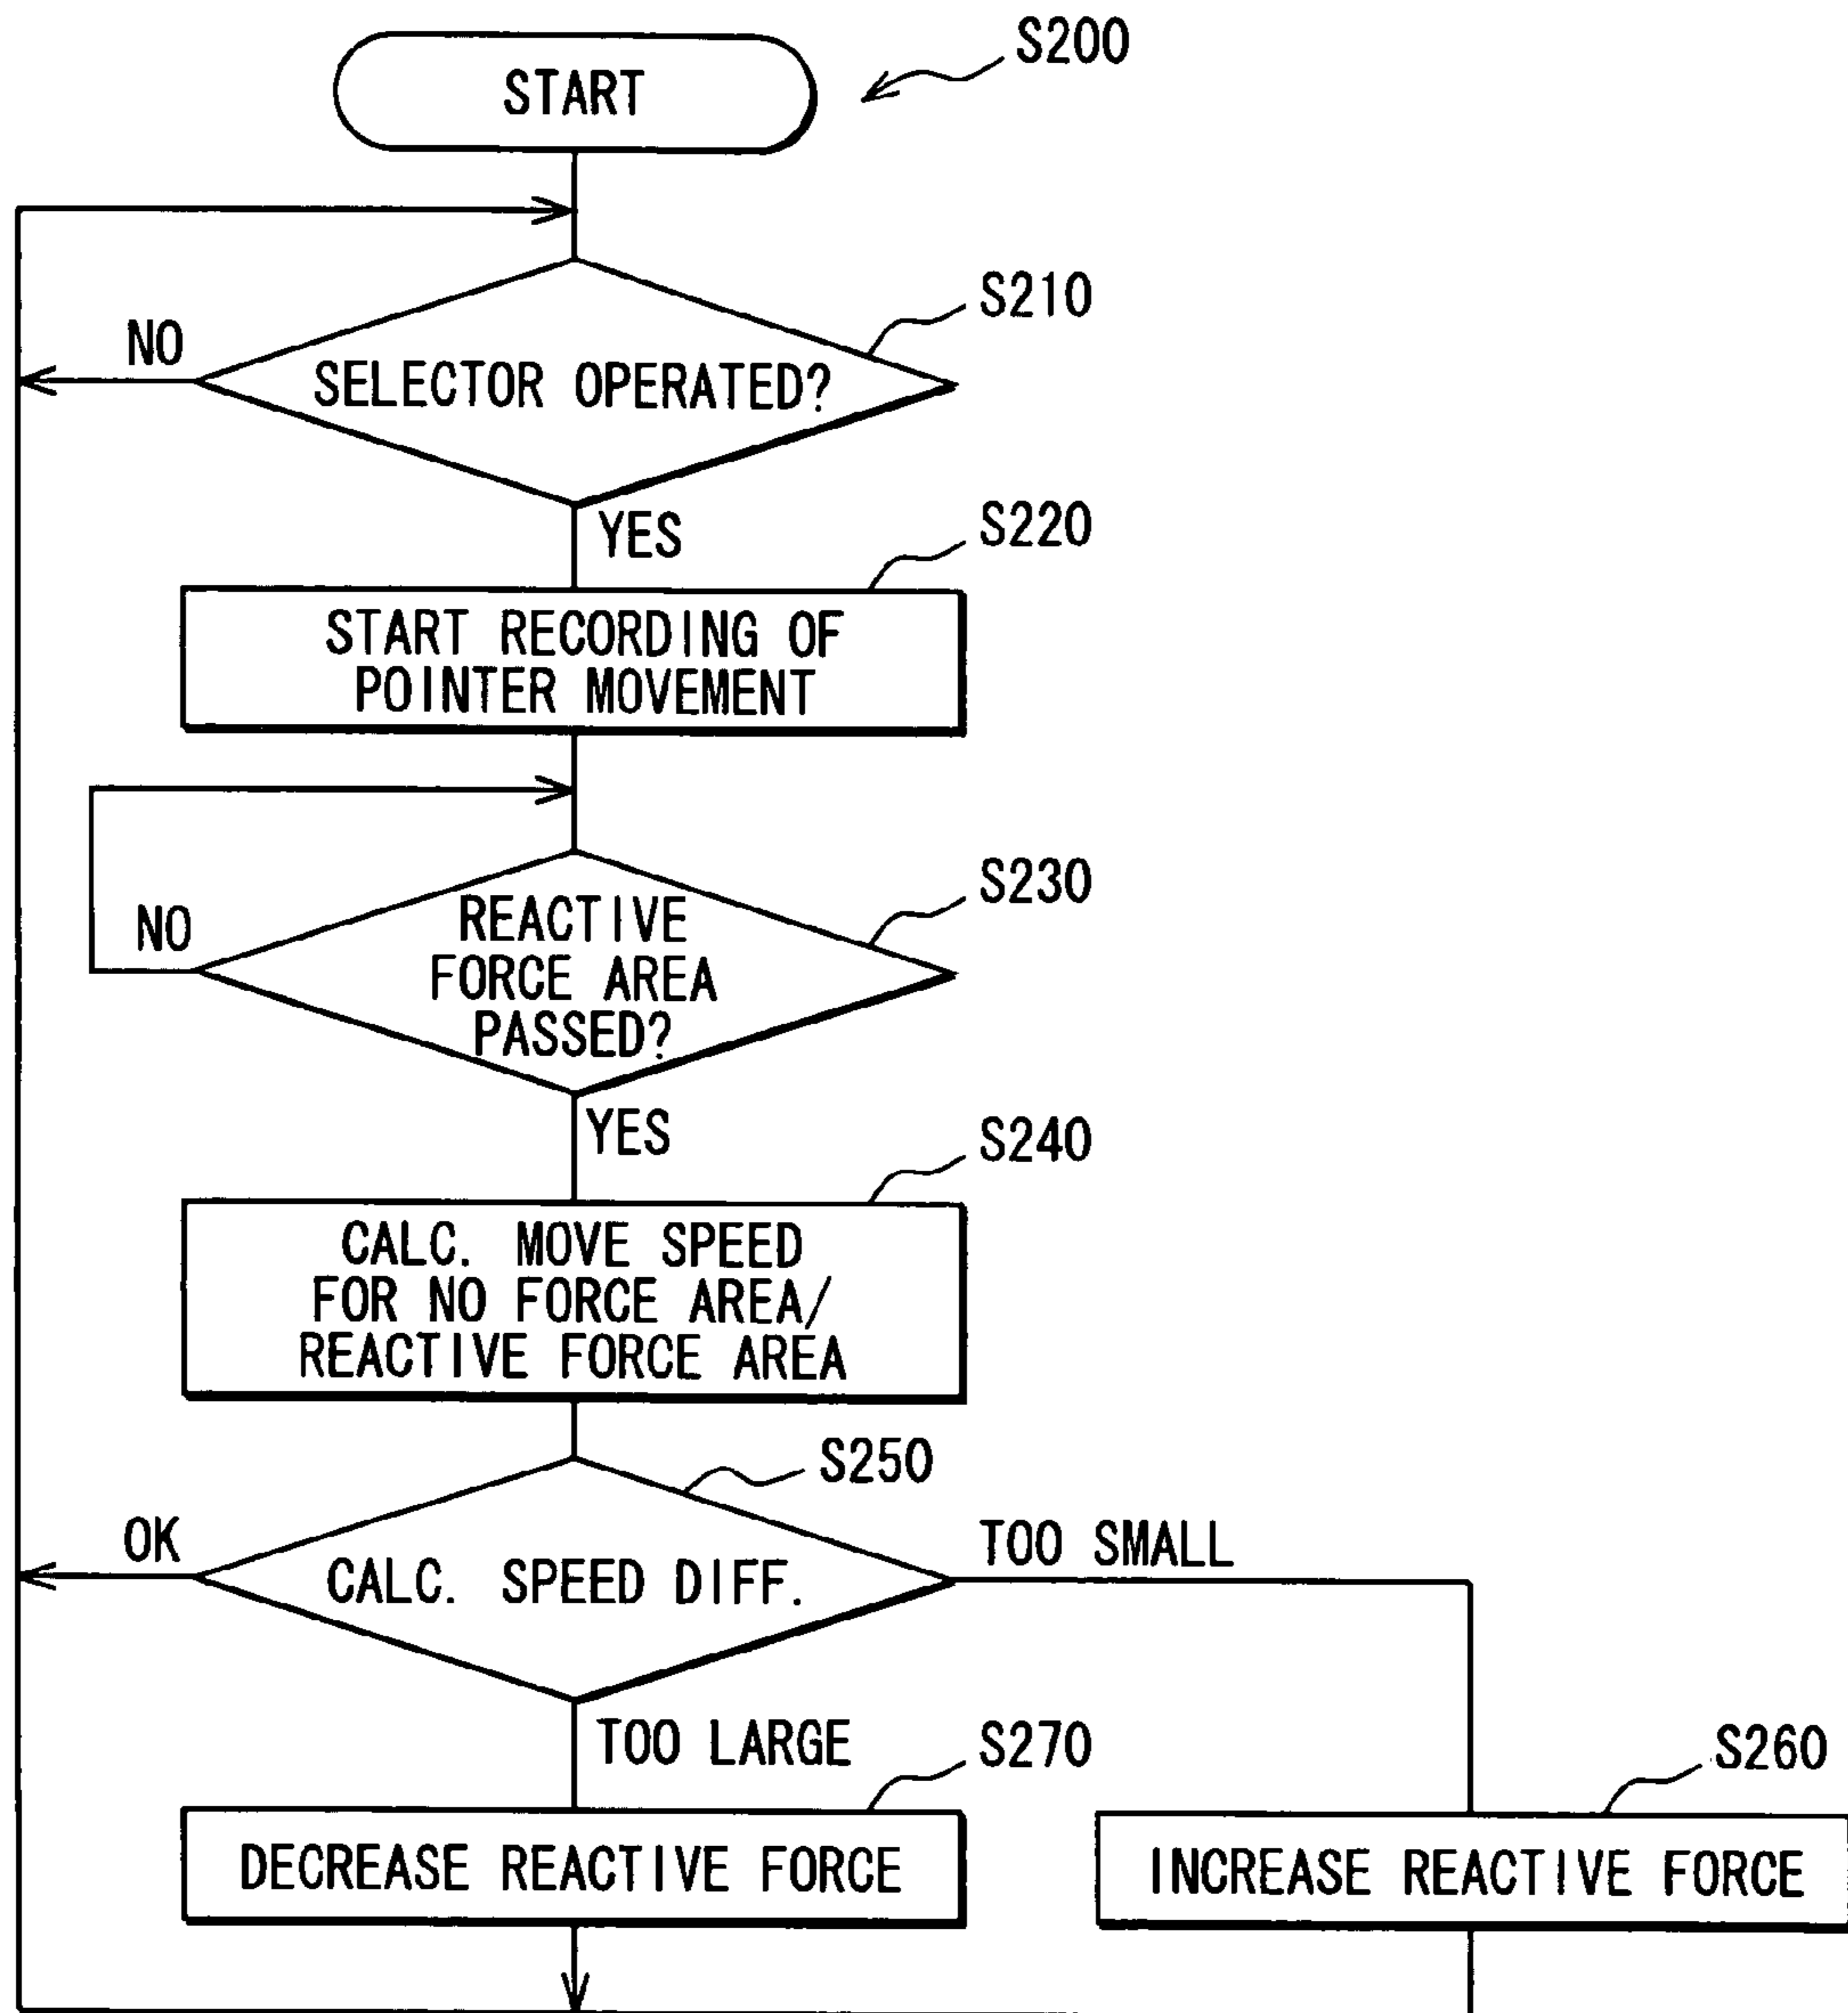 START
S200
S210
NO
SELECTOR OPERATED?
YES
S220
START RECORDING OF
POINTER MOVEMENT
S230
NO
REACTIVE
FORCE AREA
PASSED?
YES
S240
CALC. MOVE SPEED
FOR NO FORCE AREA/
REACTIVE FORCE AREA
S250
OK
TOO SMALL
CALC. SPEED DIFF.
TOO LARGE
S270
S260
DECREASE REACTIVE FORCE
INCREASE REACTIVE FORCE